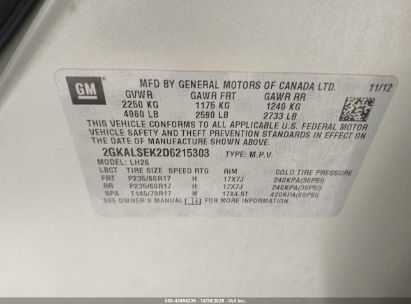 GM
MFD BY GENERAL MOTORS OF CANADA LTD. 11/12
GVWR GAWR FRT GAWR RR
2250 KG 1175 KG 1240 KG
4960 LB 2590 LB 2733 LB
THIS VEHICLE CONFORMS TO ALL APPLICABLE U.S. FEDERAL MOTOR
VEHICLE SAFETY, BUMPER, AND THEFT PREVENTION STANDARDS IN EFFECT ON
THE DATE OF MANUFACTURE SHOWN ABOVE.
2GKALSEK2D6215303 TYPE: M.P.V.
MODEL: LH26
LBCT TIRE SIZE SPEED RTG RIM COLD TIRE PRESSURE
FRT P235/60R17 H 17X7J 240KPA(35PSI)
RR P235/60R17 H 17X7J 240KPA(35PSI)
SPA T145/70R17 M 17X4.5T 420KPA(60PSI)
SEE OWNER'S MANUAL FOR MORE INFORMATION